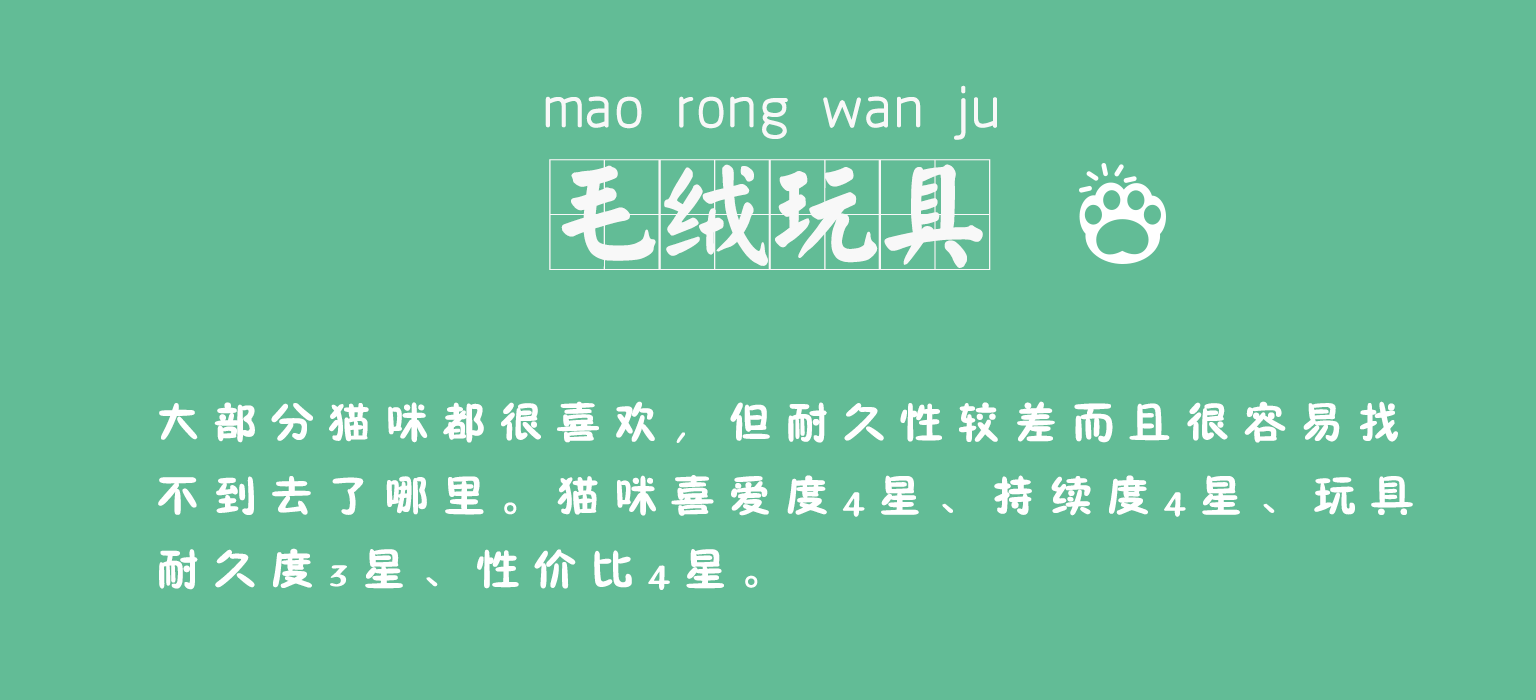 mao rong wan ju
毛绒玩具
大部分猫咪都很喜欢，但耐久性较差而且很容易找
不到去了哪里。猫咪喜爱度4星、持续度4星、玩具
耐久度3星、性价比4星。